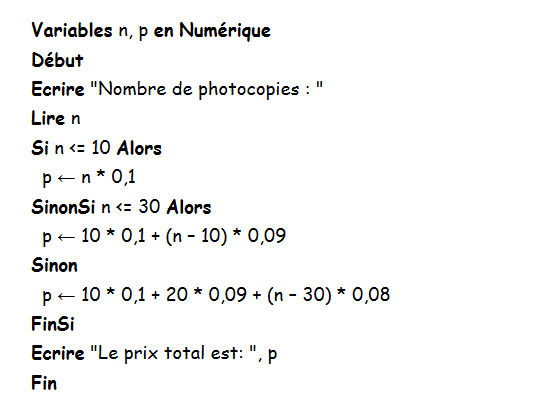 Variables n, p en Numérique
Début
Ecrire "Nombre de photocopies : "
Lire n
Si n <= 10 Alors
p ← n * 0,1
SinonSi n <= 30 Alors
p ← 10 * 0,1 + (n – 10) * 0,09
Sinon
p ← 10 * 0,1 + 20 * 0,09 + (n – 30) * 0,08
FinSi
Ecrire "Le prix total est: ", p
Fin